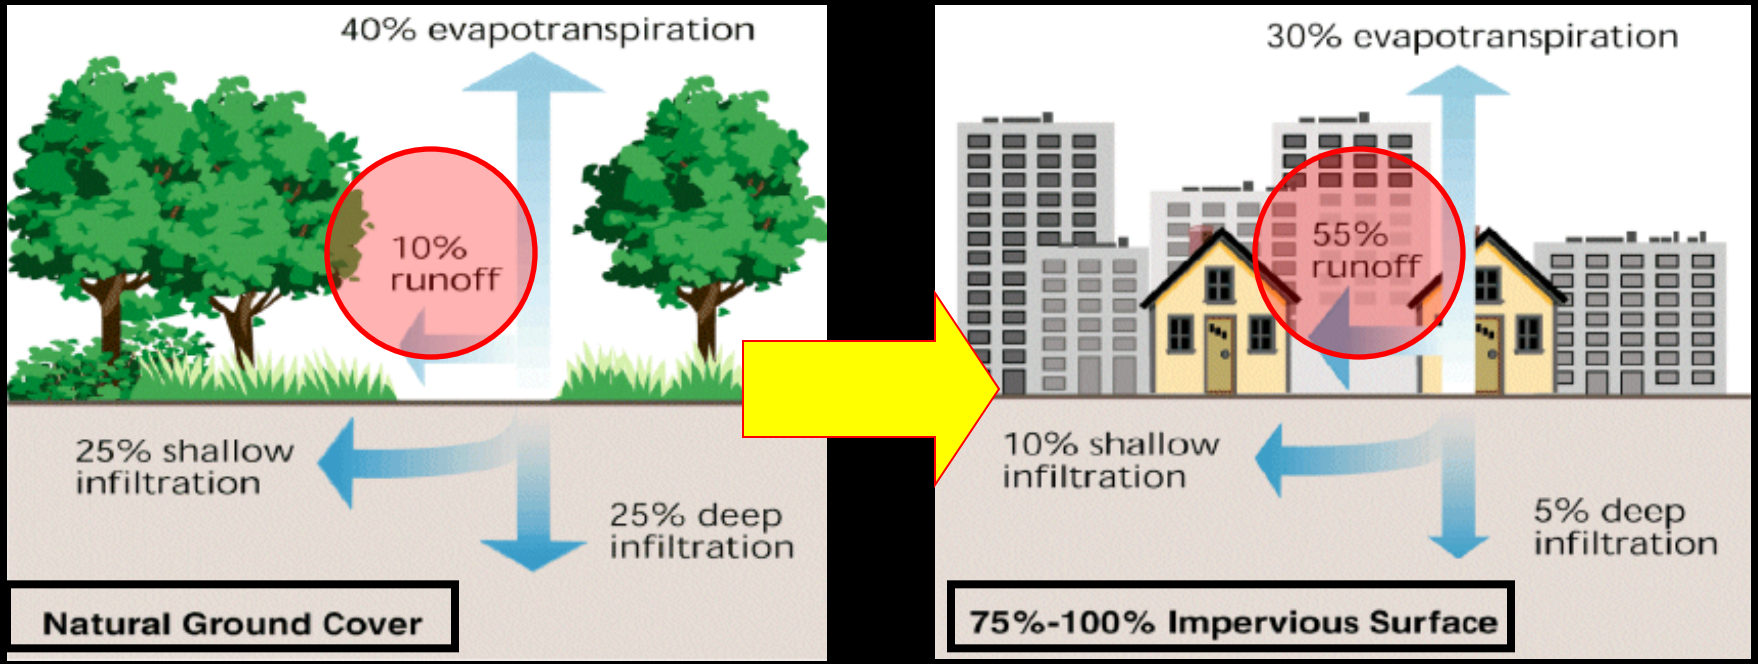 40% evapotranspiration
10%
runoff
25% shallow
infiltration
25% deep
infiltration
Natural Ground Cover
30% evapotranspiration
55%
runoff
10% shallow
infiltration
5% deep
infiltration
75%-100% Impervious Surface